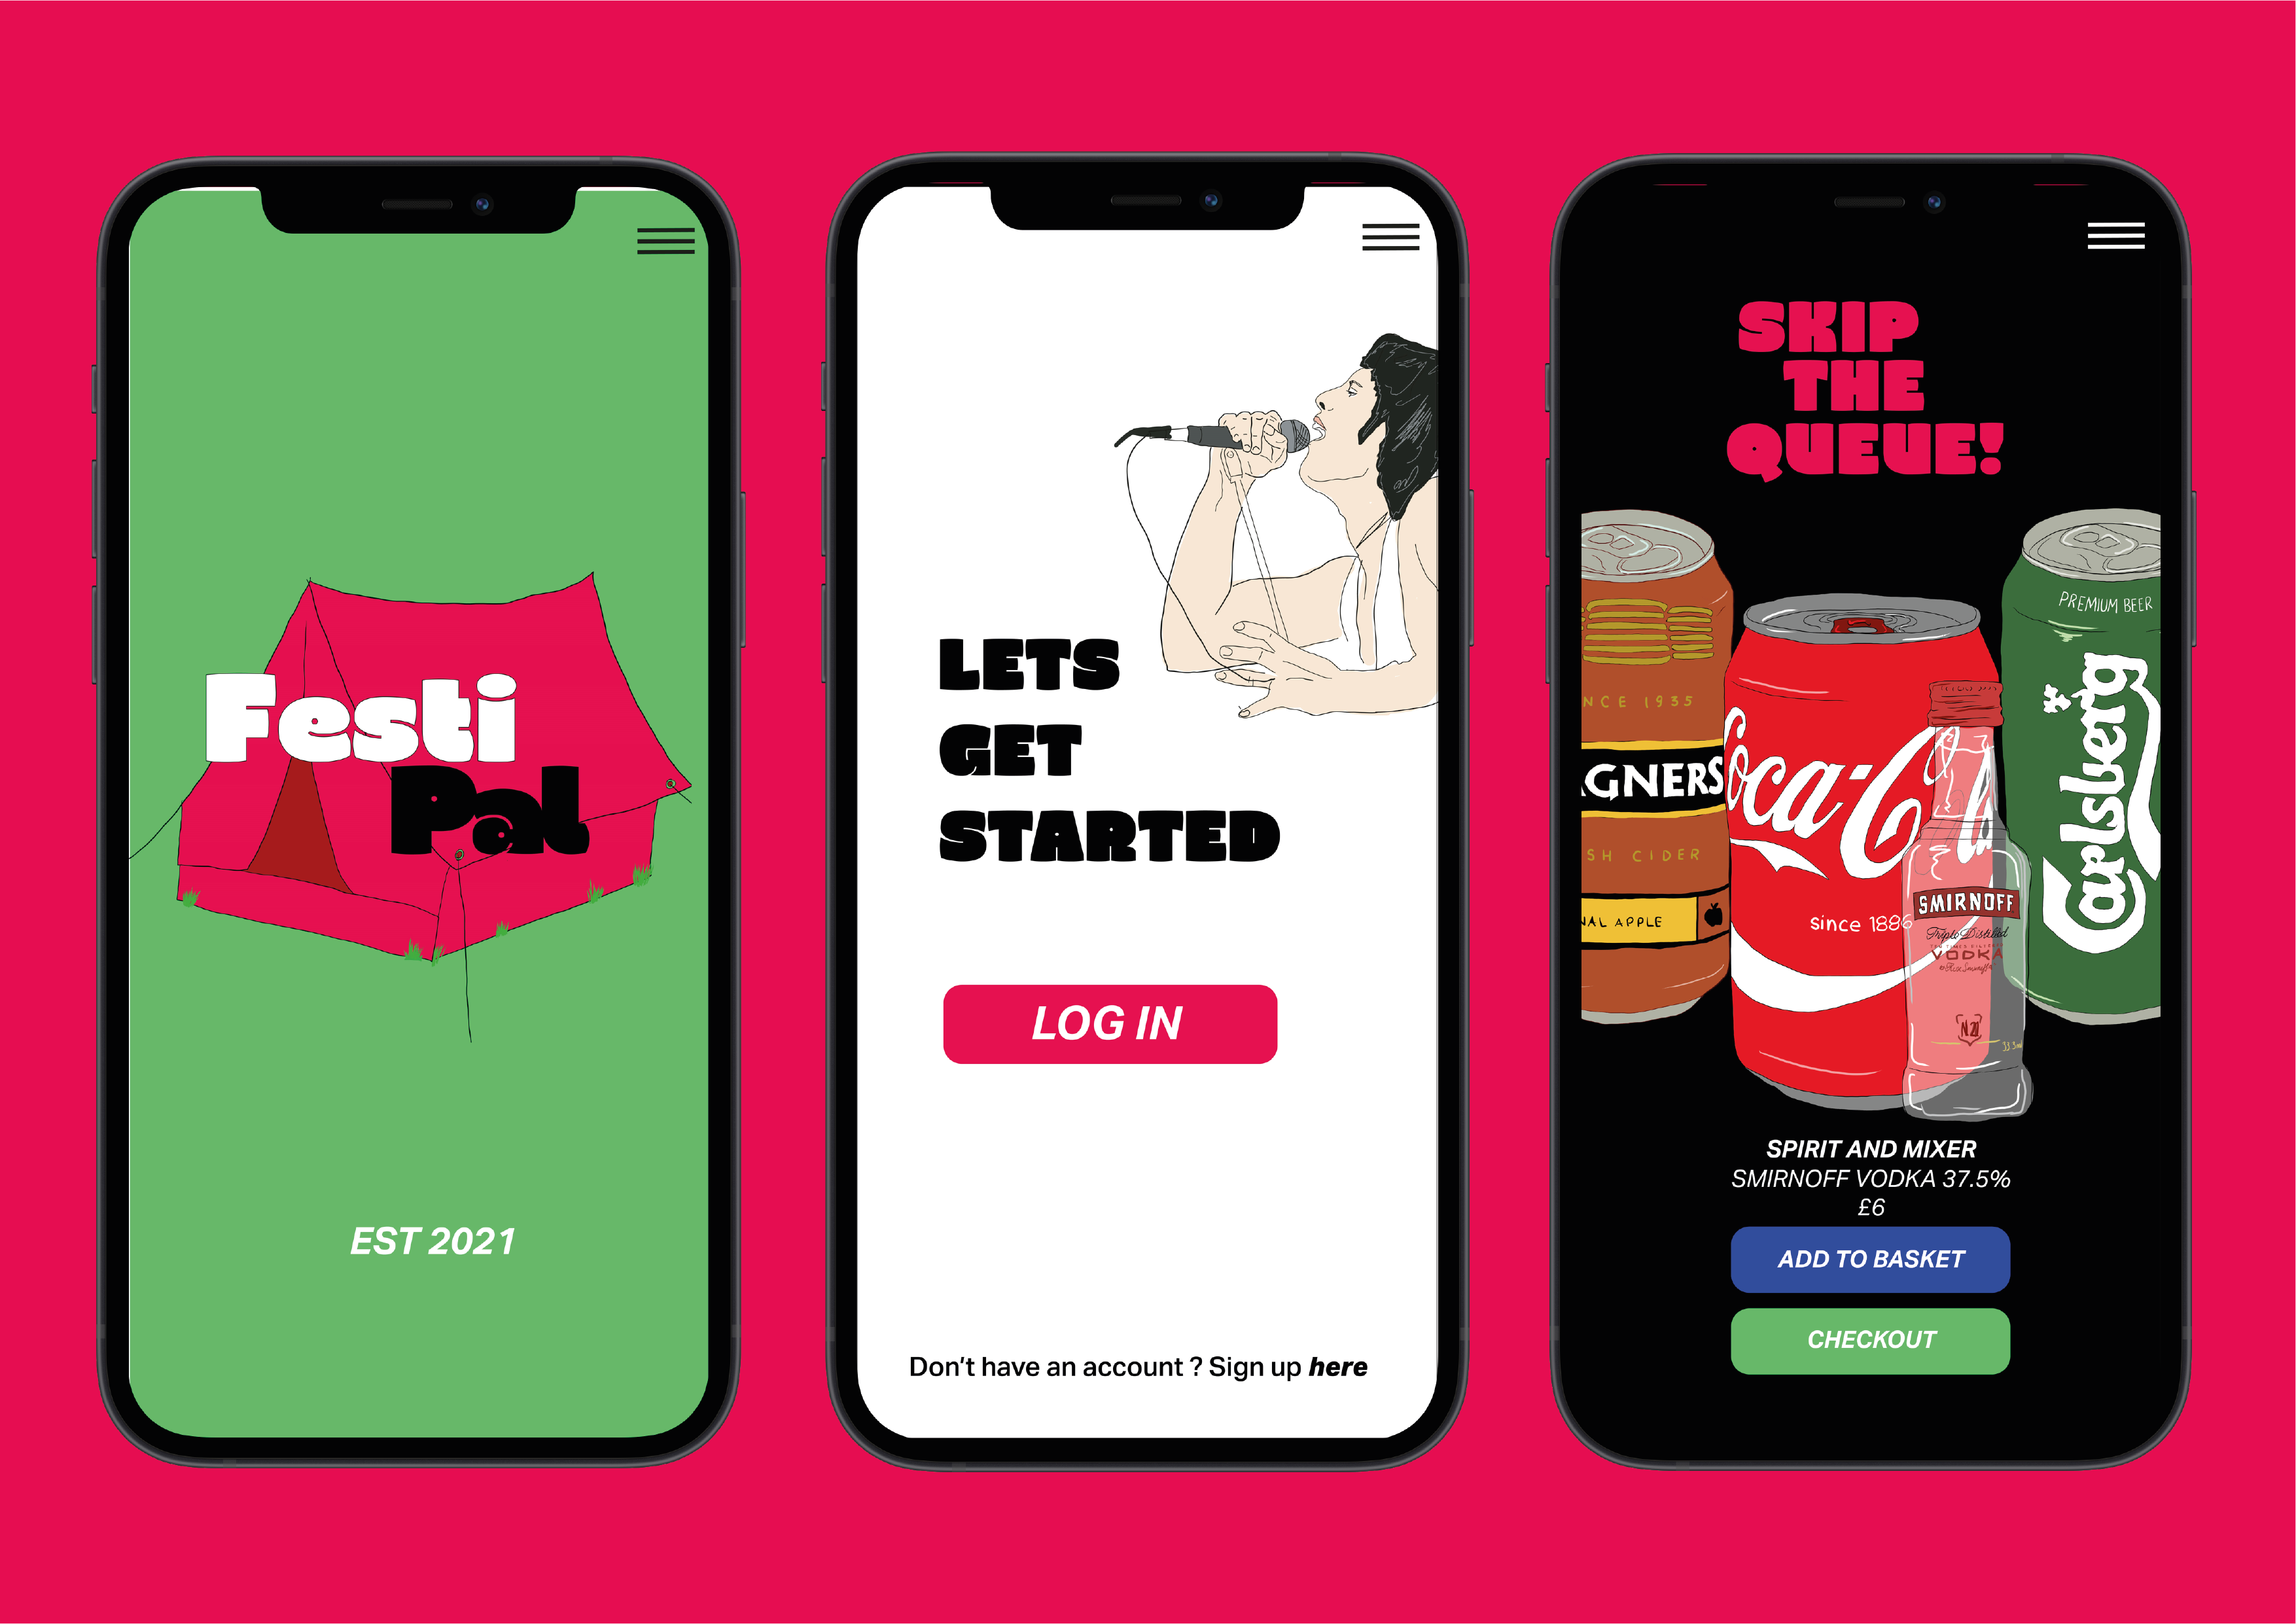 Festi
Pal
EST 2021
LETS
GET
STARTED
LOG IN
Don't have an account ? Sign up here
SKIP
THE
QUEUE!
NCE 1935
GNERS
SH CIDER
NAL APPLE
Coca-C
since 1886
SMIRNOFF
Triple Distilled
VODKA
PREMIUM BEER
Carlsberg
SPIRIT AND MIXER
SMIRNOFF VODKA 37.5%
£6
ADD TO BASKET
CHECKOUT